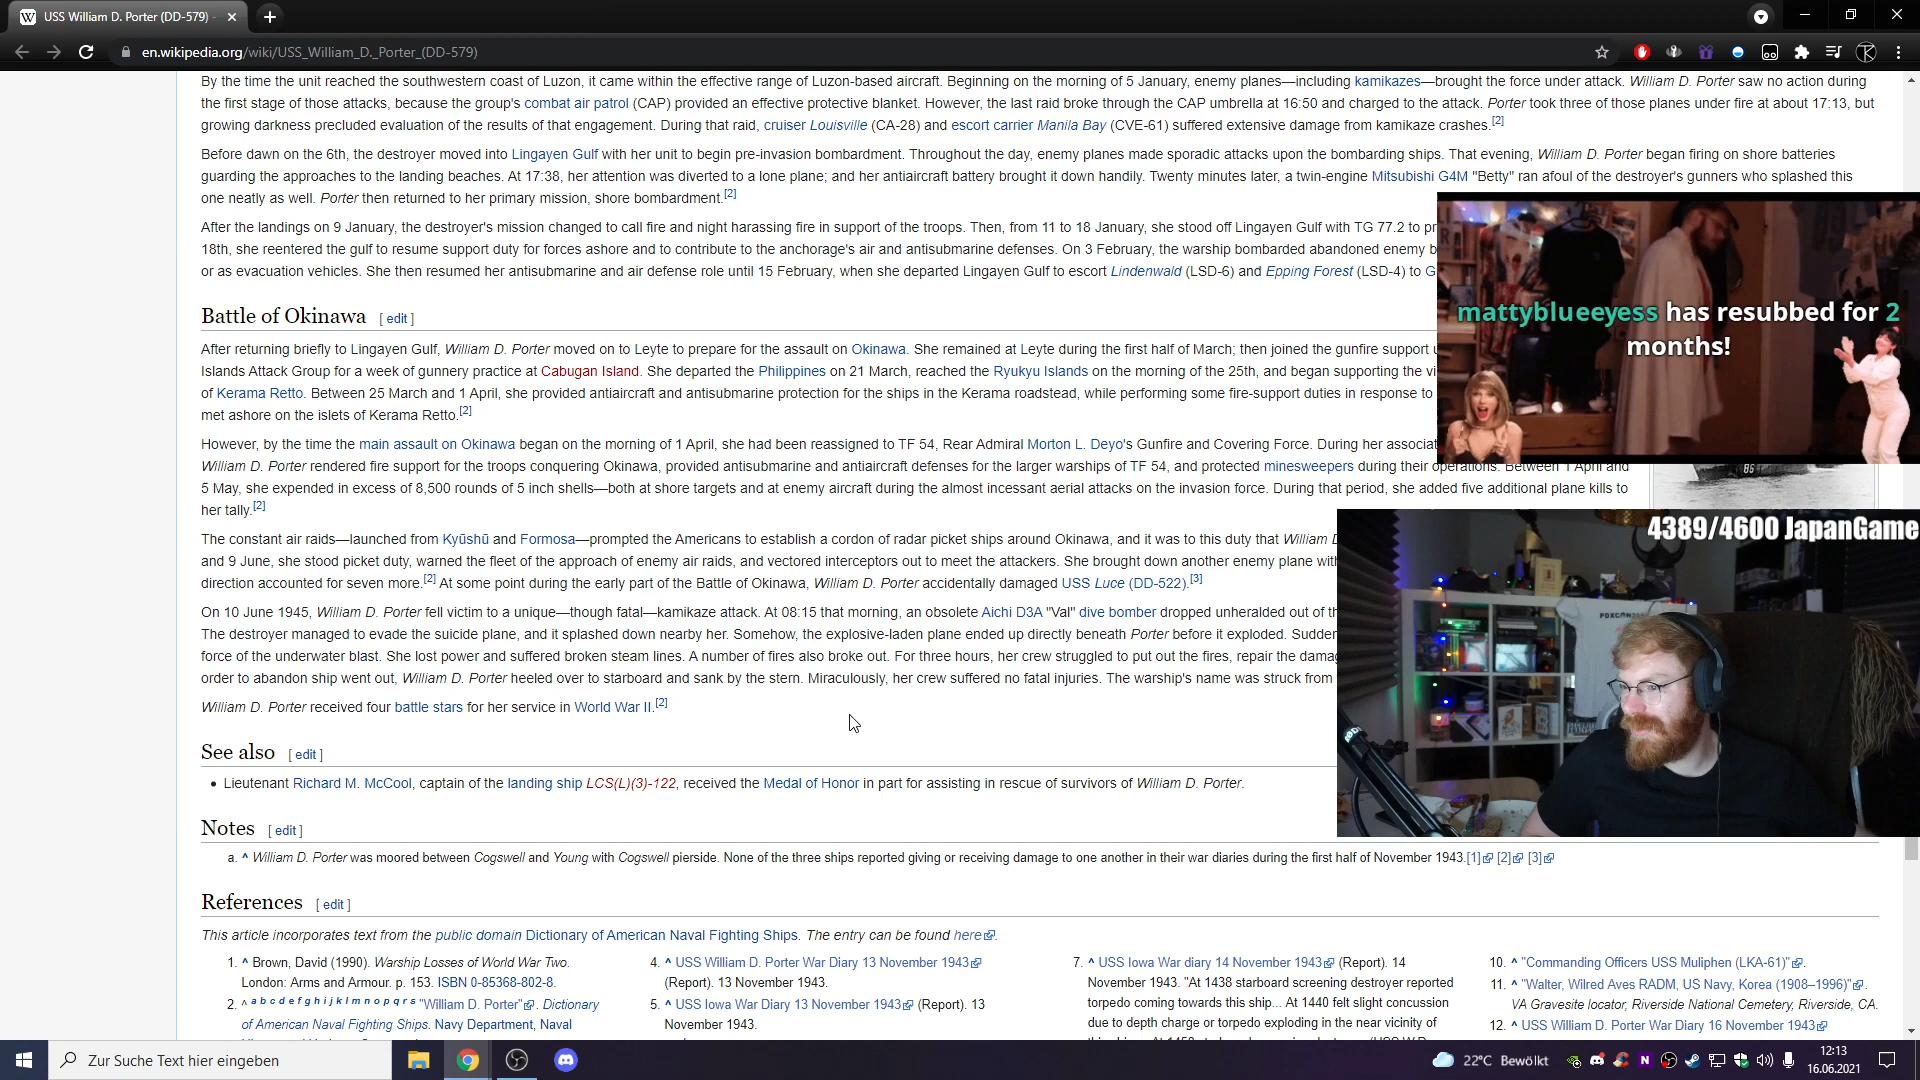 USS William D. Porter (DD-579) -
en.wikipedia.org/wiki/USS_William_D._Porter_(DD-579)
By the time the unit reached the southwestern coast of Luzon, it came within the effective range of Luzon-based aircraft. Beginning on the morning of 5 January, enemy planes—including kamikazes—brought the force under attack. William D. Porter saw no action during
the first stage of those attacks, because the group's combat air patrol (CAP) provided an effective protective blanket. However, the last raid broke through the CAP umbrella at 16:50 and charged to the attack. Porter took three of those planes under fire at about 17:13, but
growing darkness precluded evaluation of the results of that engagement. During that raid, cruiser Louisville (CA-28) and escort carrier Manila Bay (CVE-61) suffered extensive damage from kamikaze crashes.[2]
Before dawn on the 6th, the destroyer moved into Lingayen Gulf with her unit to begin pre-invasion bombardment. Throughout the day, enemy planes made sporadic attacks upon the bombarding ships. That evening, William D. Porter began firing on shore batteries
guarding the approaches to the landing beaches. At 17:38, her attention was diverted to a lone plane; and her antiaircraft battery brought it down handily. Twenty minutes later, a twin-engine Mitsubishi G4M "Betty" ran afoul of the destroyer's gunners who splashed this
one neatly as well. Porter then returned to her primary mission, shore bombardment.[2]
After the landings on 9 January, the destroyer's mission changed to call fire and night harassing fire in support of the troops. Then, from 11 to 18 January, she stood off Lingayen Gulf with TG 77.2 to pr
18th, she reentered the gulf to resume support duty for forces ashore and to contribute to the anchorage's air and antisubmarine defenses. On 3 February, the warship bombarded abandoned enemy b
or as evacuation vehicles. She then resumed her antisubmarine and air defense role until 15 February, when she departed Lingayen Gulf to escort Lindenwald (LSD-6) and Epping Forest (LSD-4) to G
mattyblueeyess has resubbed for 2
months!
Battle of Okinawa [ edit ]
After returning briefly to Lingayen Gulf, William D. Porter moved on to Leyte to prepare for the assault on Okinawa. She remained at Leyte during the first half of March; then joined the gunfire support
Islands Attack Group for a week of gunnery practice at Cabugan Island. She departed the Philippines on 21 March, reached the Ryukyu Islands on the morning of the 25th, and began supporting the vi
of Kerama Retto. Between 25 March and 1 April, she provided antiaircraft and antisubmarine protection for the ships in the Kerama roadstead, while performing some fire-support duties in response to
met ashore on the islets of Kerama Retto.[2]
However, by the time the main assault on Okinawa began on the morning of 1 April, she had been reassigned to TF 54, Rear Admiral Morton L. Deyo's Gunfire and Covering Force. During her associat
William D. Porter rendered fire support for the troops conquering Okinawa, provided antisubmarine and antiaircraft defenses for the larger warships of TF 54, and protected minesweepers during their operations. Between 1 April and
5 May, she expended in excess of 8,500 rounds of 5 inch shells—both at shore targets and at enemy aircraft during the almost incessant aerial attacks on the invasion force. During that period, she added five additional plane kills to
her tally.[2]
4389/4600 JapanGame
The constant air raids—launched from Kyūshū and Formosa—prompted the Americans to establish a cordon of radar picket ships around Okinawa, and it was to this duty that William D
and 9 June, she stood picket duty, warned the fleet of the approach of enemy air raids, and vectored interceptors out to meet the attackers. She brought down another enemy plane with
direction accounted for seven more.[2] At some point during the early part of the Battle of Okinawa, William D. Porter accidentally damaged USS Luce (DD-522).[3]
On 10 June 1945, William D. Porter fell victim to a unique—though fatal—kamikaze attack. At 08:15 that morning, an obsolete Aichi D3A "Val" dive bomber dropped unheralded out of th
The destroyer managed to evade the suicide plane, and it splashed down nearby her. Somehow, the explosive-laden plane ended up directly beneath Porter before it exploded. Sudden
force of the underwater blast. She lost power and suffered broken steam lines. A number of fires also broke out. For three hours, her crew struggled to put out the fires, repair the damag
order to abandon ship went out, William D. Porter heeled over to starboard and sank by the stern. Miraculously, her crew suffered no fatal injuries. The warship's name was struck from
William D. Porter received four battle stars for her service in World War II.[2]
See also [ edit ]
• Lieutenant Richard M. McCool, captain of the landing ship LCS(L)(3)-122, received the Medal of Honor in part for assisting in rescue of survivors of William D. Porter.
Notes [ edit ]
a. ^ William D. Porter was moored between Cogswell and Young with Cogswell pierside. None of the three ships reported giving or receiving damage to one another in their war diaries during the first half of November 1943.[1] [2] [3]
References [ edit ]
This article incorporates text from the public domain Dictionary of American Naval Fighting Ships. The entry can be found here.
1. ^ Brown, David (1990). Warship Losses of World War Two.
London: Arms and Armour. p. 153. ISBN 0-85368-802-8.
2. ^ a b c d e f g h i j k l m n o p q r s "William D. Porter". Dictionary
of American Naval Fighting Ships. Navy Department, Naval
4. ^ USS William D. Porter War Diary 13 November 1943
(Report). 13 November 1943.
5. ^ USS Iowa War Diary 13 November 1943 (Report). 13
November 1943.
7. ^ USS Iowa War diary 14 November 1943 (Report). 14
November 1943. "At 1438 starboard screening destroyer reported
torpedo coming towards this ship... At 1440 felt slight concussion
due to depth charge or torpedo exploding in the near vicinity of
10. ^ "Commanding Officers USS Muliphen (LKA-61)".
11. ^ "Walter, Wilred Aves RADM, US Navy, Korea (1908–1996)".
VA Gravesite locator, Riverside National Cemetery, Riverside, CA.
12. ^ USS William D. Porter War Diary 16 November 1943
Zur Suche Text hier eingeben
22°C Bewölkt
12:13
16.06.2021